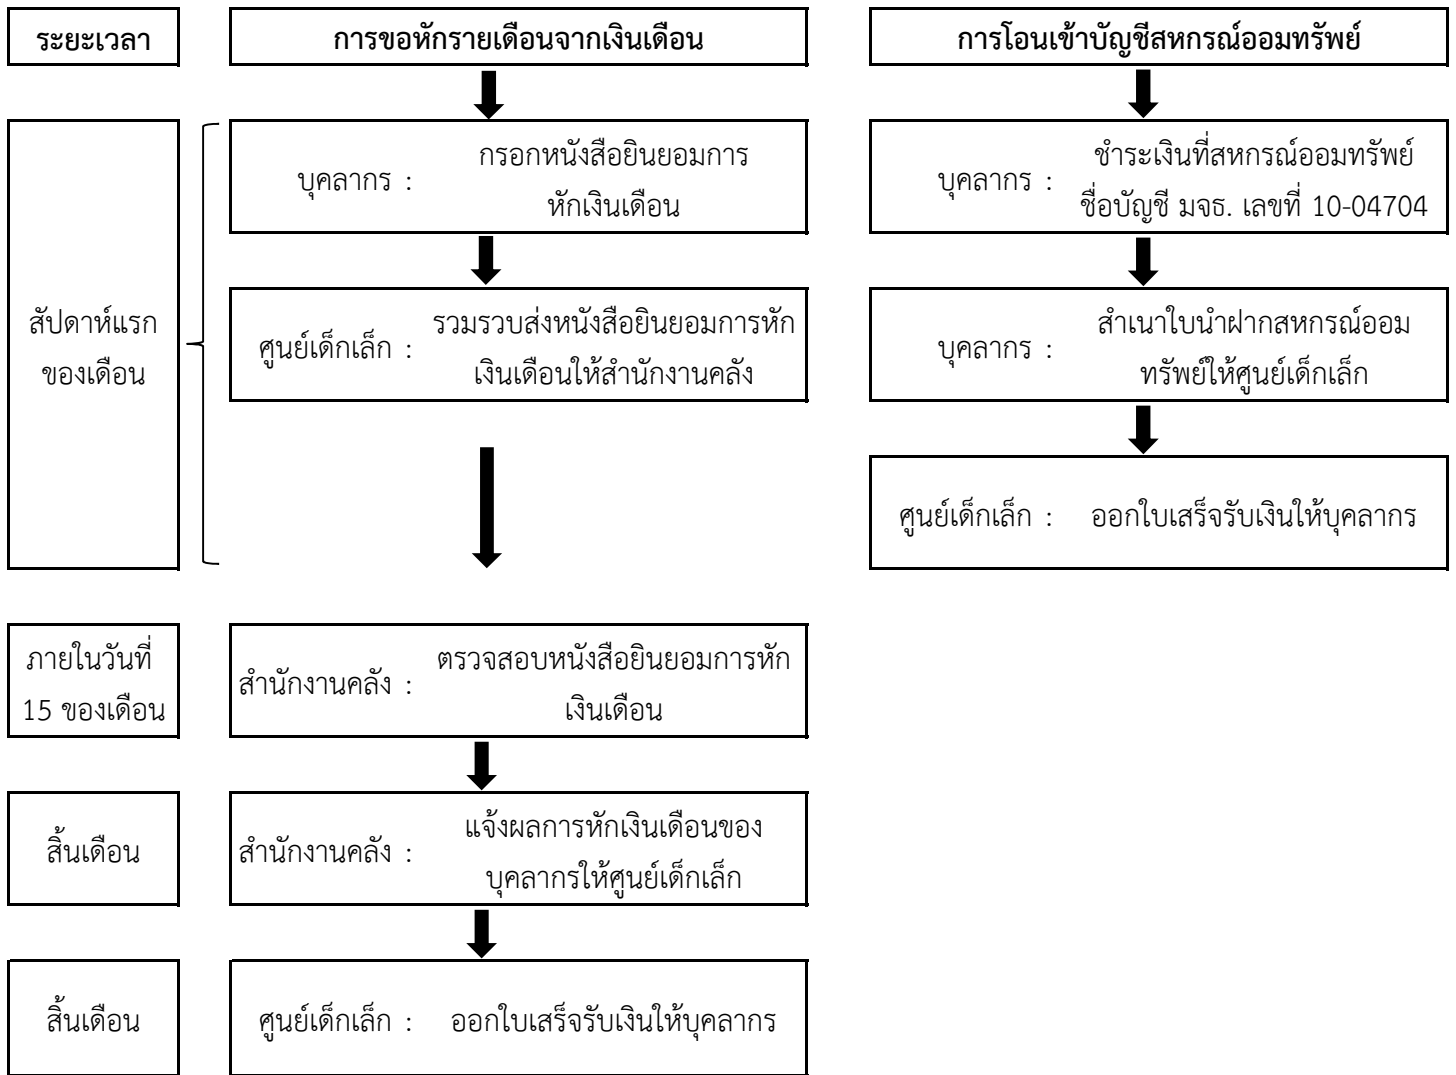 ระยะเวลา
การขอหักรายเดือนจากเงินเดือน
การโอนเข้าบัญชีสหกรณ์ออมทรัพย์
สัปดาห์แรก
ของเดือน
บุคลากร :
กรอกหนังสือยินยอมการ
หักเงินเดือน
บุคลากร :
ชำระเงินที่สหกรณ์ออมทรัพย์
ชื่อบัญชี มจธ. เลขที่ 10-04704
ศูนย์เด็กเล็ก :
รวมรวบส่งหนังสือยินยอมการหัก
เงินเดือนให้สำนักงานคลัง
บุคลากร :
สำเนาใบนำฝากสหกรณ์ออม
ทรัพย์ให้ศูนย์เด็กเล็ก
ศูนย์เด็กเล็ก :
ออกใบเสร็จรับเงินให้บุคลากร
ภายในวันที่
15 ของเดือน
สำนักงานคลัง :
ตรวจสอบหนังสือยินยอมการหัก
เงินเดือน
สิ้นเดือน
สำนักงานคลัง :
แจ้งผลการหักเงินเดือนของ
บุคลากรให้ศูนย์เด็กเล็ก
สิ้นเดือน
ศูนย์เด็กเล็ก :
ออกใบเสร็จรับเงินให้บุคลากร